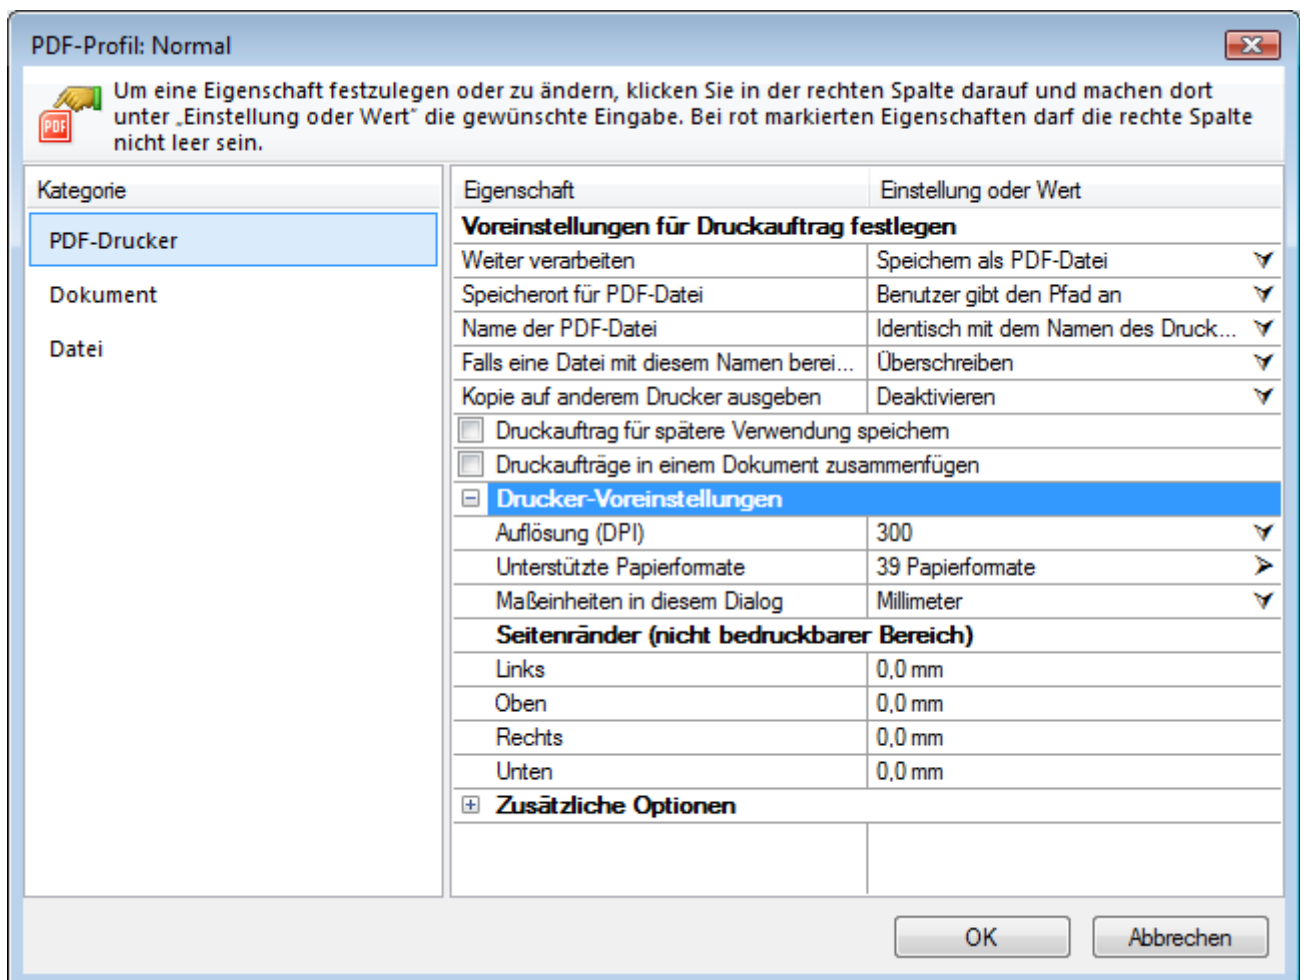 PDF-Profil: Normal
Um eine Eigenschaft festzulegen oder zu ändern, klicken Sie in der rechten Spalte darauf und machen dort
unter „Einstellung oder Wert“ die gewünschte Eingabe. Bei rot markierten Eigenschaften darf die rechte Spalte
nicht leer sein.
PDF
Kategorie
PDF-Drucker
Dokument
Datei
Eigenschaft Einstellung oder Wert
Voreinstellungen für Druckauftrag festlegen
Weiter verarbeiten Speichern als PDF-Datei
Speicherort für PDF-Datei Benutzer gibt den Pfad an
Name der PDF-Datei Identisch mit dem Namen des Druck...
Falls eine Datei mit diesem Namen berei... Überschreiben
Kopie auf anderem Drucker ausgeben Deaktivieren
Druckauftrag für spätere Verwendung speichern
Druckaufträge in einem Dokument zusammenfügen
Drucker-Voreinstellungen
Auflösung (DPI) 300
Unterstützte Papierformate 39 Papierformate
Maßeinheiten in diesem Dialog Millimeter
Seitenränder (nicht bedruckbarer Bereich)
Links 0,0 mm
Oben 0,0 mm
Rechts 0,0 mm
Unten 0,0 mm
Zusätzliche Optionen
OK Abbrechen